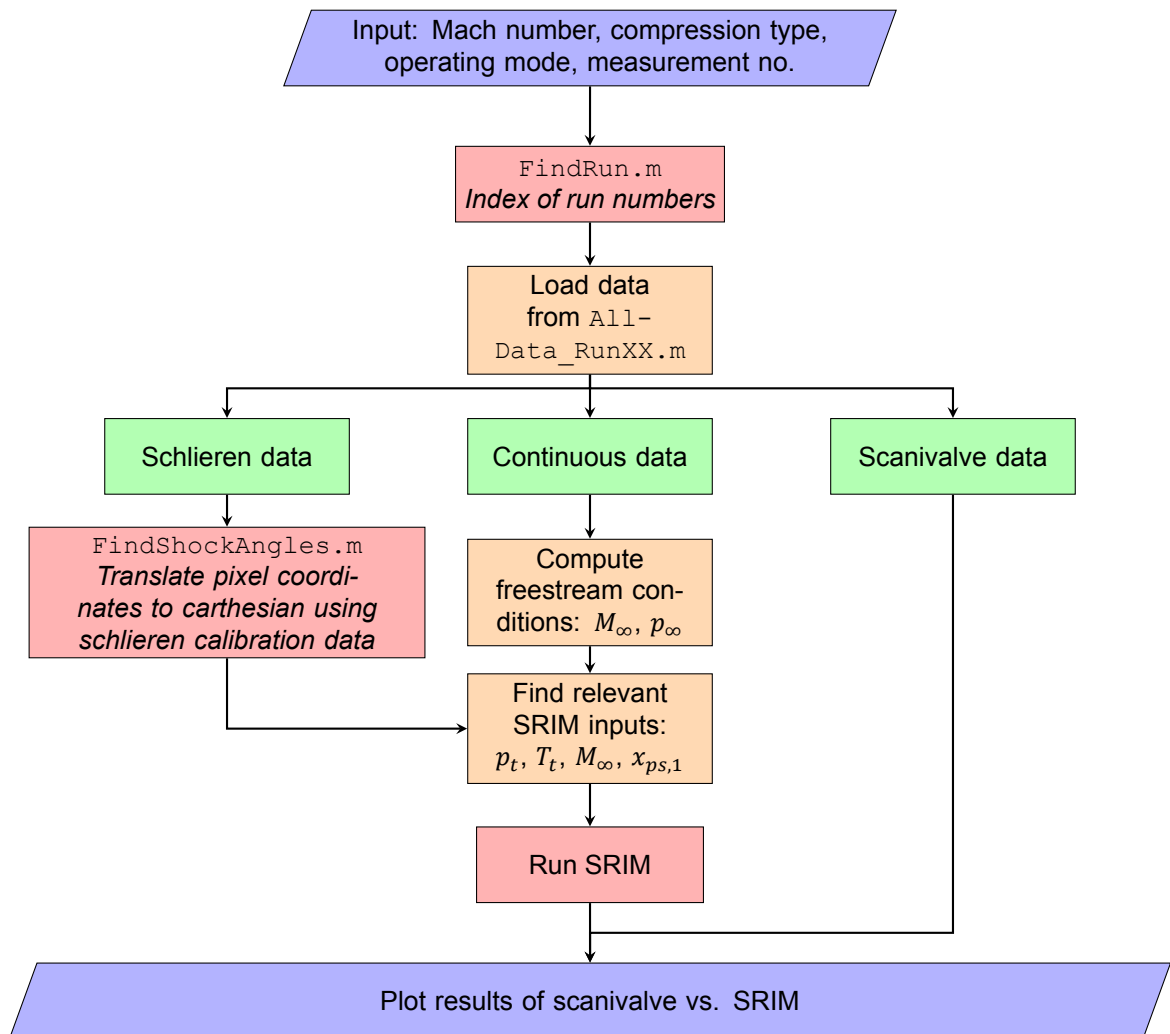 Input: Mach number, compression type,
operating mode, measurement no.
FindRun.m
Index of run numbers
Load data
from All-
Data_RunXX.m
Schlieren data
Continuous data
Scanivalve data
FindShockAngles.m
Translate pixel coordi-
nates to carthesian using
schlieren calibration data
Compute
freestream con-
ditions: M∞, p∞
Find relevant
SRIM inputs:
pt, Tt, M∞, xps,1
Run SRIM
Plot results of scanivalve vs. SRIM